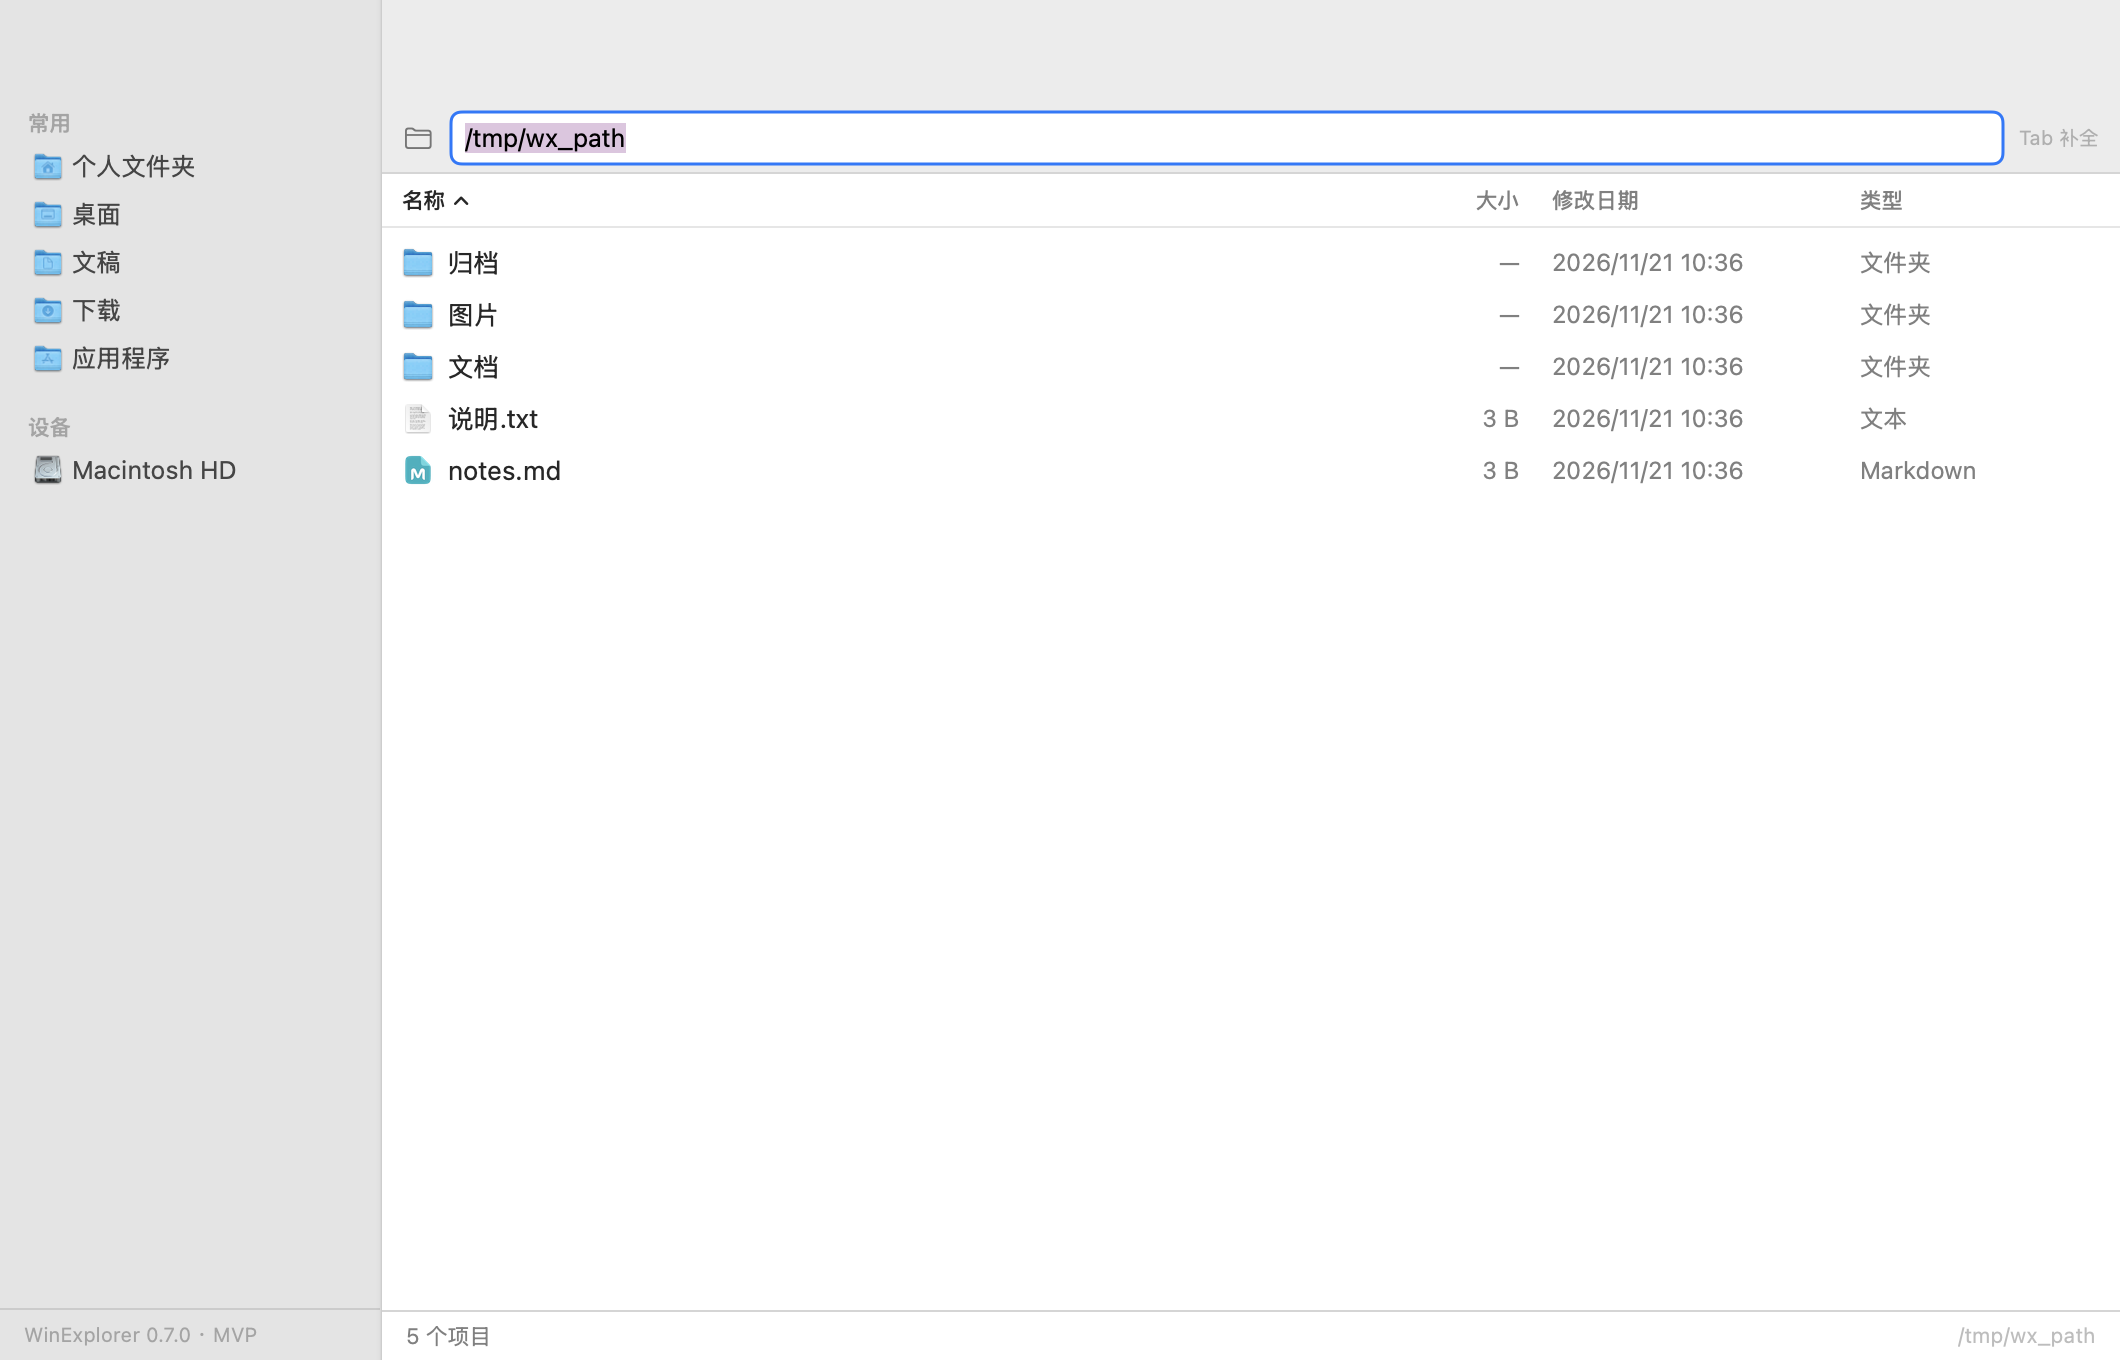 常用
个人文件夹
桌面
文稿
下载
应用程序
设备
Macintosh HD
WinExplorer 0.7.0 · MVP
/tmp/wx_path
Tab 补全
名称 大小 修改日期 类型
归档 — 2026/11/21 10:36 文件夹
图片 — 2026/11/21 10:36 文件夹
文档 — 2026/11/21 10:36 文件夹
说明.txt 3 B 2026/11/21 10:36 文本
notes.md 3 B 2026/11/21 10:36 Markdown
5 个项目
/tmp/wx_path